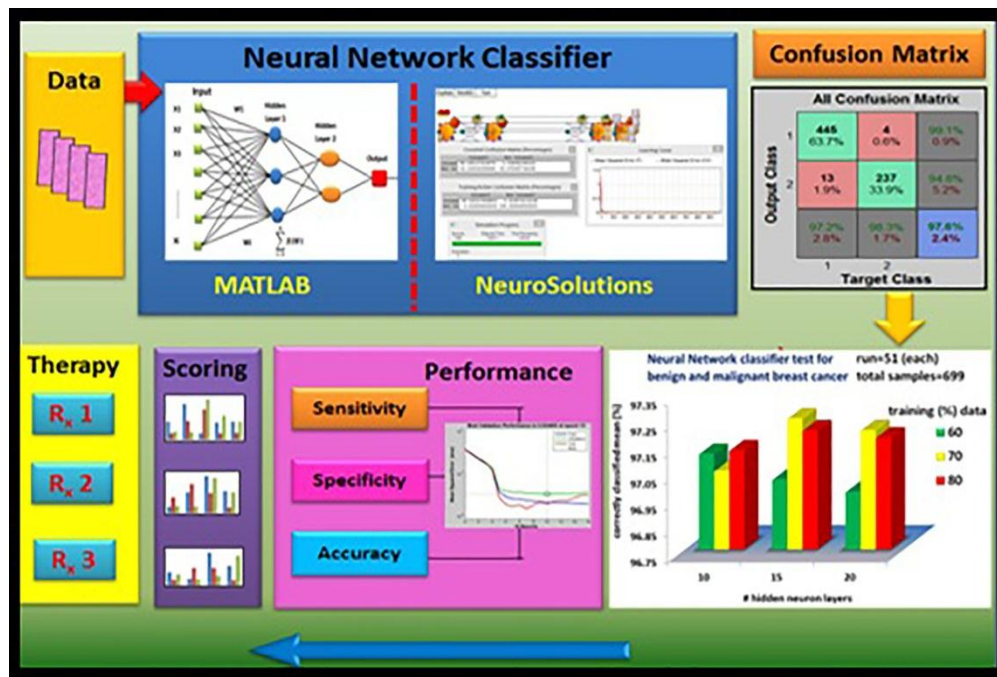 Data
Neural Network Classifier
Input
X1
X2
X3
Xi
W1
Hidden
Layer 1
Hidden
Layer 2
Output
MATLAB
NeuroSolutions
Confusion Matrix
All Confusion Matrix
Output Class
1
445
63.7%
4
0.6%
99.1%
0.9%
2
13
1.9%
237
33.9%
94.8%
5.2%
97.2%
2.8%
98.3%
1.7%
97.6%
2.4%
1
2
Target Class
Therapy
Rx 1
Rx 2
Rx 3
Scoring
Performance
Sensitivity
Specificity
Accuracy
Neural Network classifier test for
benign and malignant breast cancer
run=51 (each)
total samples=699
training (%) data
60
70
80
correctly classified mean [%]
97.35
97.25
97.15
97.05
96.95
96.85
96.75
10
15
20
# hidden neuron layers